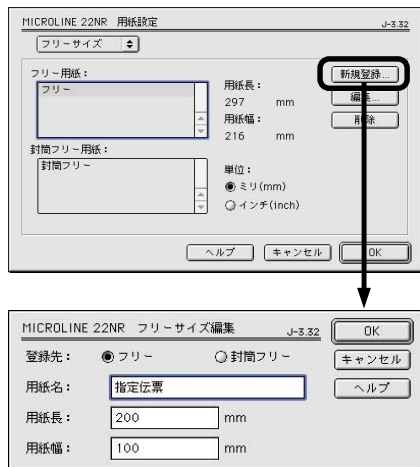 MICROLINE 22NR 用紙設定 J-3.32
フリーサイズ
フリー用紙：
フリー
用紙長：
297 mm
用紙幅：
216 mm
新規登録...
編集...
削除
封筒フリー用紙：
封筒フリー
単位：
ミリ(mm)
インチ(inch)
ヘルプ キャンセル OK
MICROLINE 22NR フリーサイズ編集 J-3.32
OK
登録先： フリー 封筒フリー
キャンセル
用紙名： 指定伝票
ヘルプ
用紙長： 200 mm
用紙幅： 100 mm